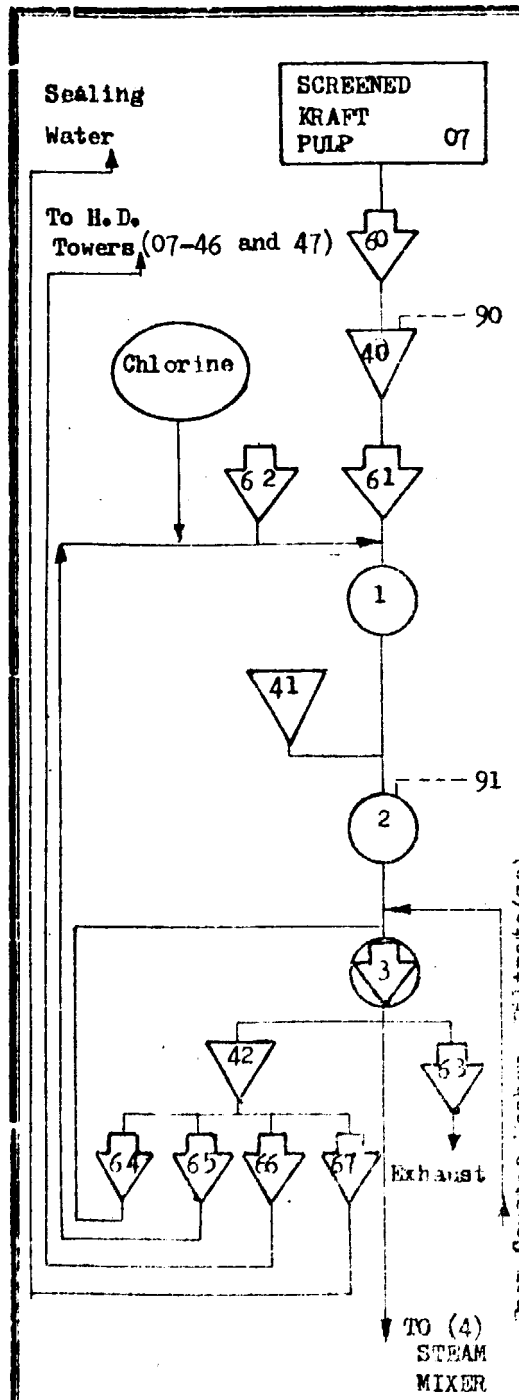 Sealing
Water
SCREENED
KRAFT
PULP 07
To H.D.
Towers (07-46 and 47)
60
90
40
Chlorine
62
61
1
41
91
2
3
42
63
64
65
66
67
Exhaust
TO (4)
STEAM
MIXER